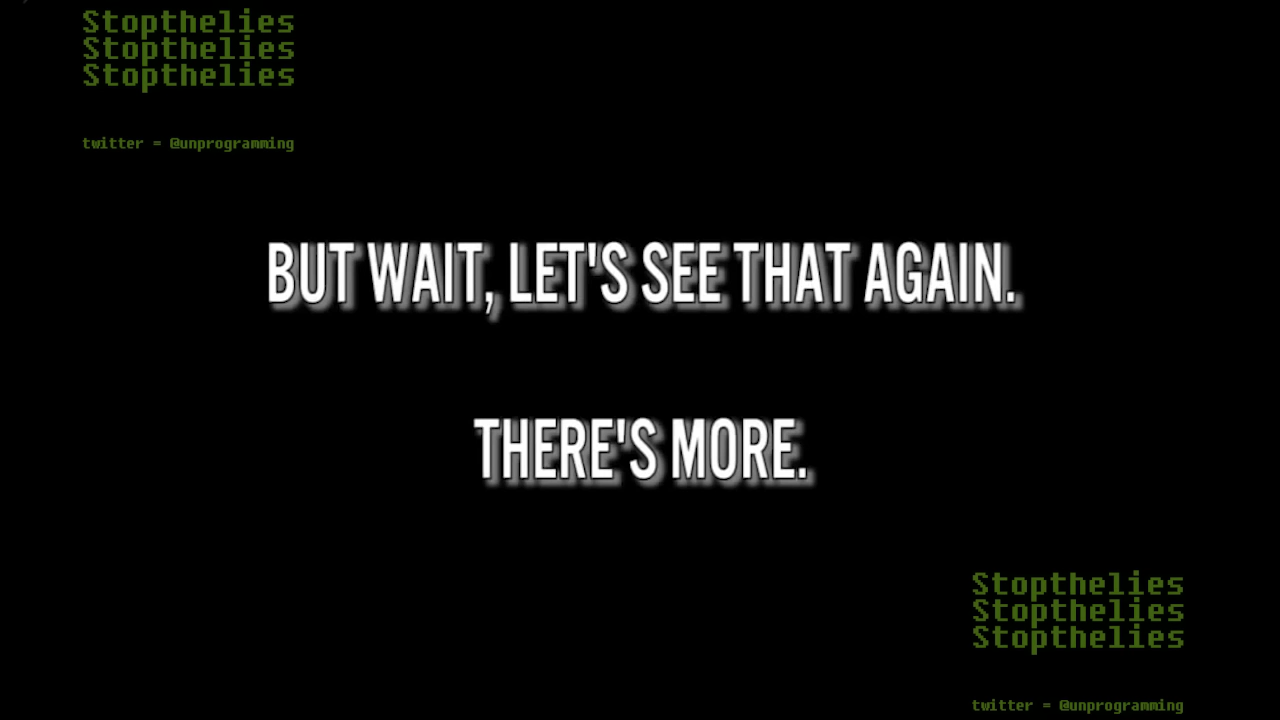 Stopthelies
Stopthelies
Stopthelies
twitter = @unprogramming
BUT WAIT, LET'S SEE THAT AGAIN.
THERE'S MORE.
Stopthelies
Stopthelies
Stopthelies
twitter = @unprogramming